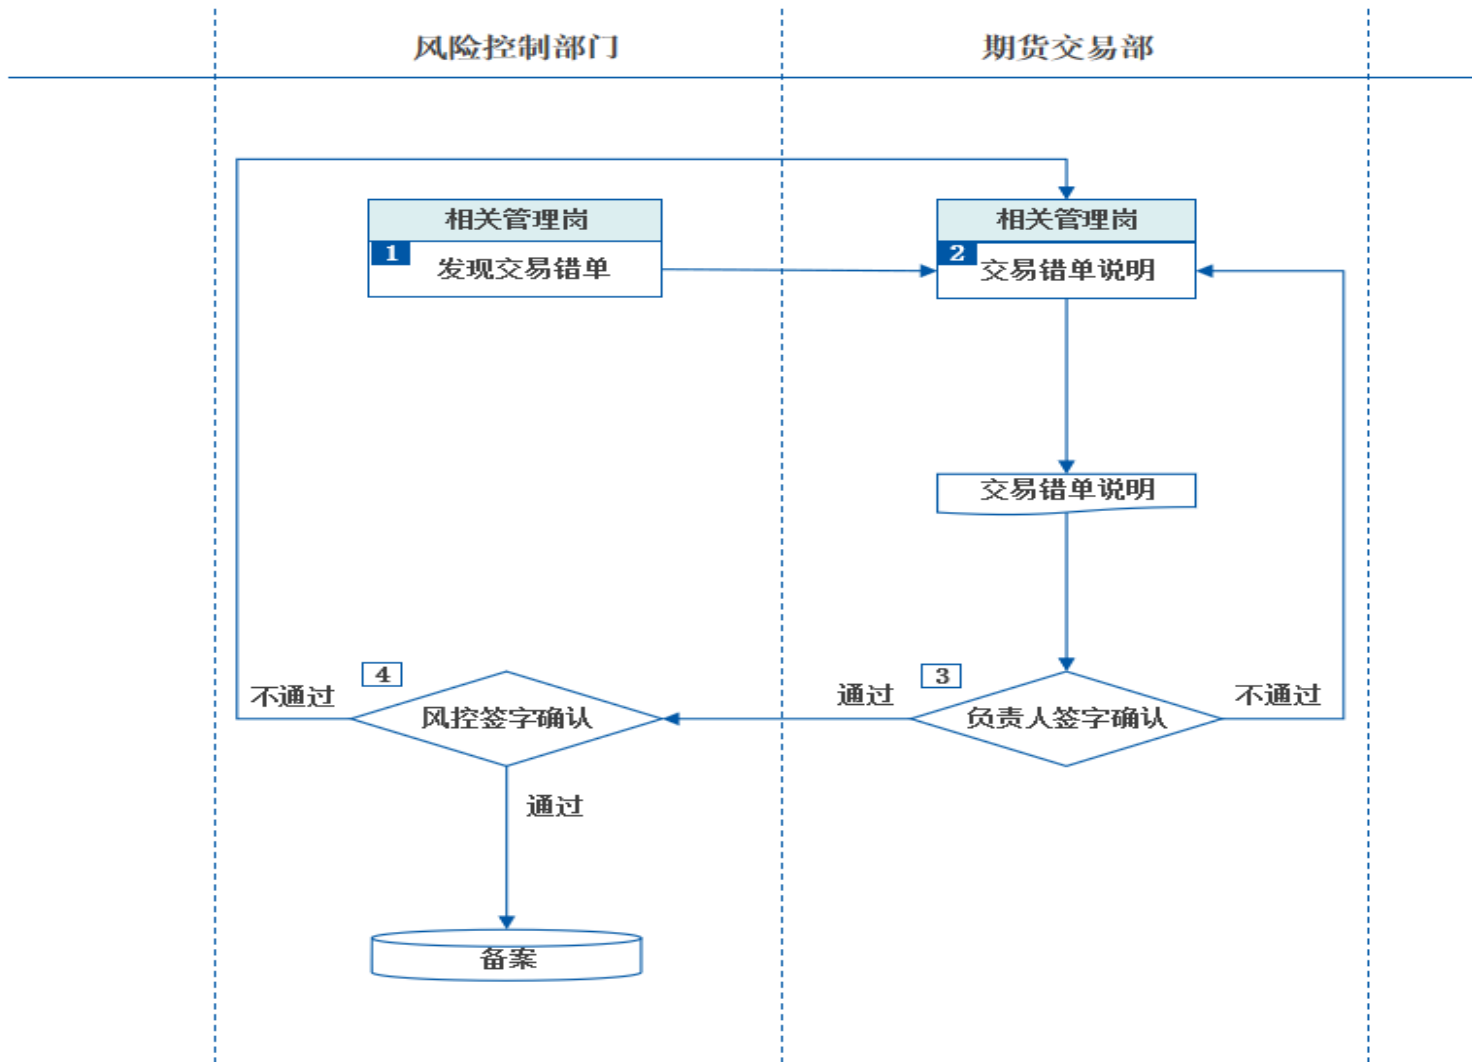 风险控制部门
期货交易部
相关管理岗
1
发现交易错单
相关管理岗
2
交易错单说明
交易错单说明
3
负责人签字确认
通过
不通过
4
风控签字确认
不通过
通过
备案